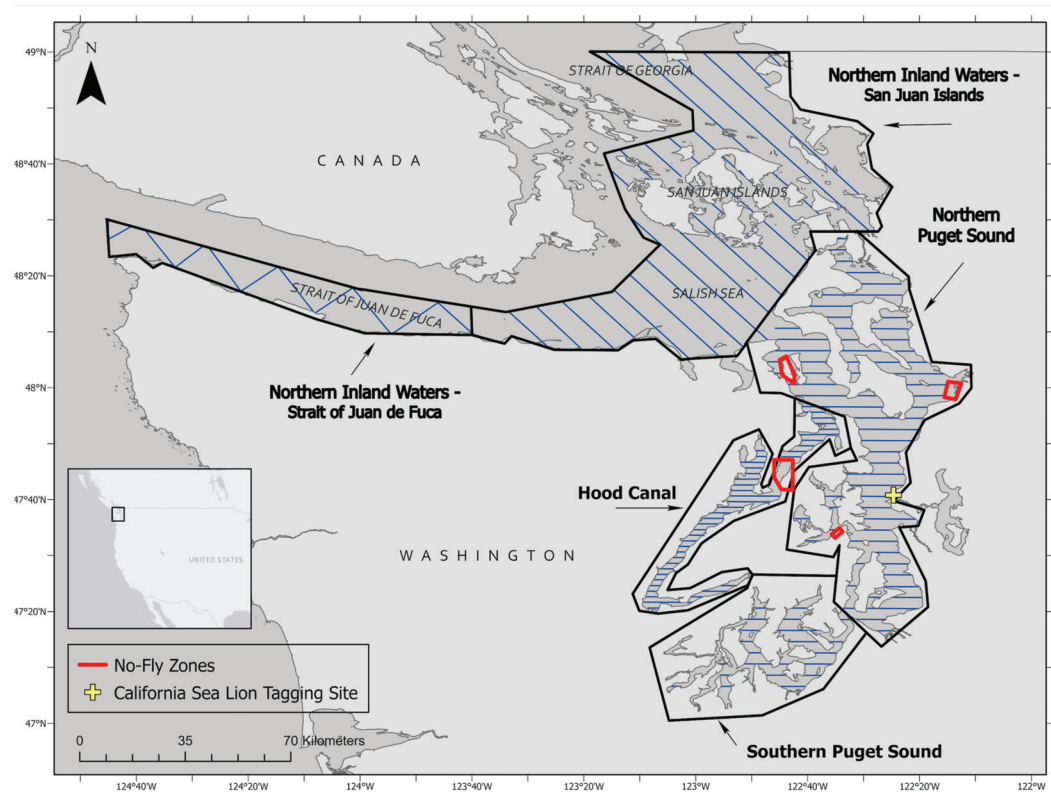 N
49°N
48°40'N
48°20'N
48°0'N
47°40'N
47°20'N
47°N
STRAIT OF GEORGIA
Northern Inland Waters -
San Juan Islands
CANADA
SAN JUAN ISLANDS
Northern
Puget Sound
SALISH SEA
STRAIT OF JUAN DE FUCA
Northern Inland Waters -
Strait of Juan de Fuca
Hood Canal
WASHINGTON
UNITED STATES
No-Fly Zones
California Sea Lion Tagging Site
0 35 70 Kilometers
Southern Puget Sound
124°40'W 124°20'W 124°W 123°40'W 123°20'W 123°W 122°40'W 122°20'W 122°W